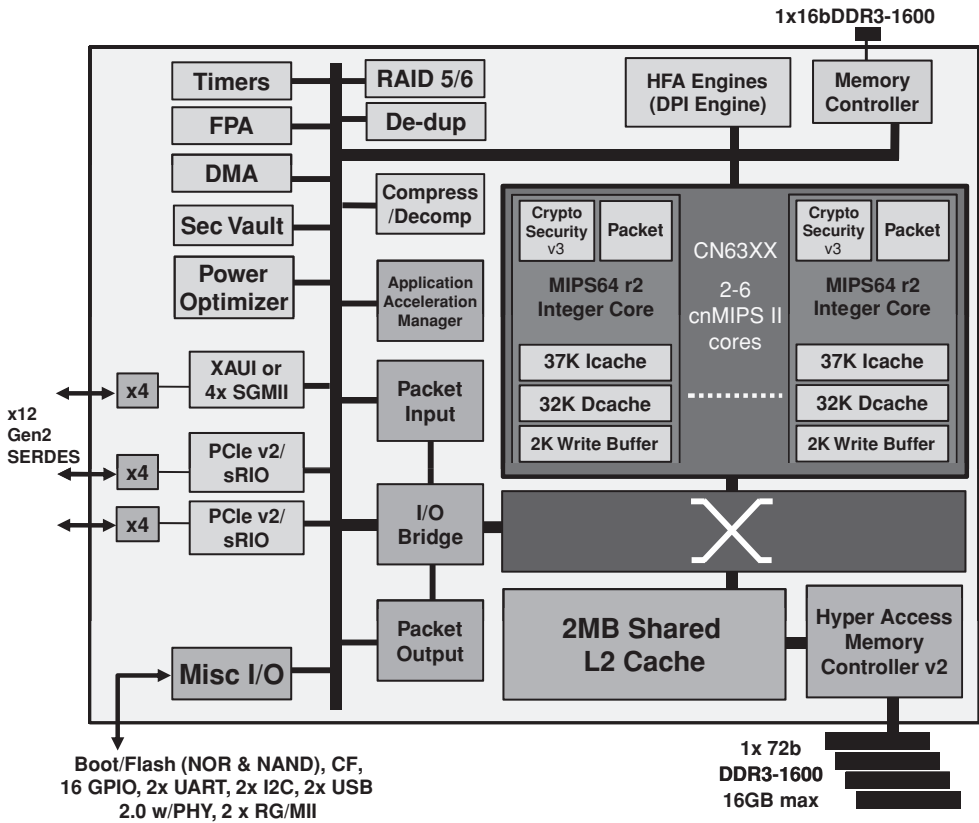 1x16bDDR3-1600
Timers
RAID 5/6
HFA Engines
(DPI Engine)
Memory
Controller
FPA
De-dup
DMA
Compress
/Decomp
Sec Vault
Power
Optimizer
Application
Acceleration
Manager
Crypto
Security
v3
Packet
MIPS64 r2
Integer Core
37K Icache
32K Dcache
2K Write Buffer
CN63XX
2-6
cnMIPS II
cores
Crypto
Security
v3
Packet
MIPS64 r2
Integer Core
37K Icache
32K Dcache
2K Write Buffer
x12
Gen2
SERDES
x4
XAUI or
4x SGMII
Packet
Input
x4
PCIe v2/
sRIO
x4
PCIe v2/
sRIO
I/O
Bridge
Packet
Output
2MB Shared
L2 Cache
Hyper Access
Memory
Controller v2
Misc I/O
Boot/Flash (NOR & NAND), CF,
16 GPIO, 2x UART, 2x I2C, 2x USB
2.0 w/PHY, 2 x RG/MII
1x 72b
DDR3-1600
16GB max